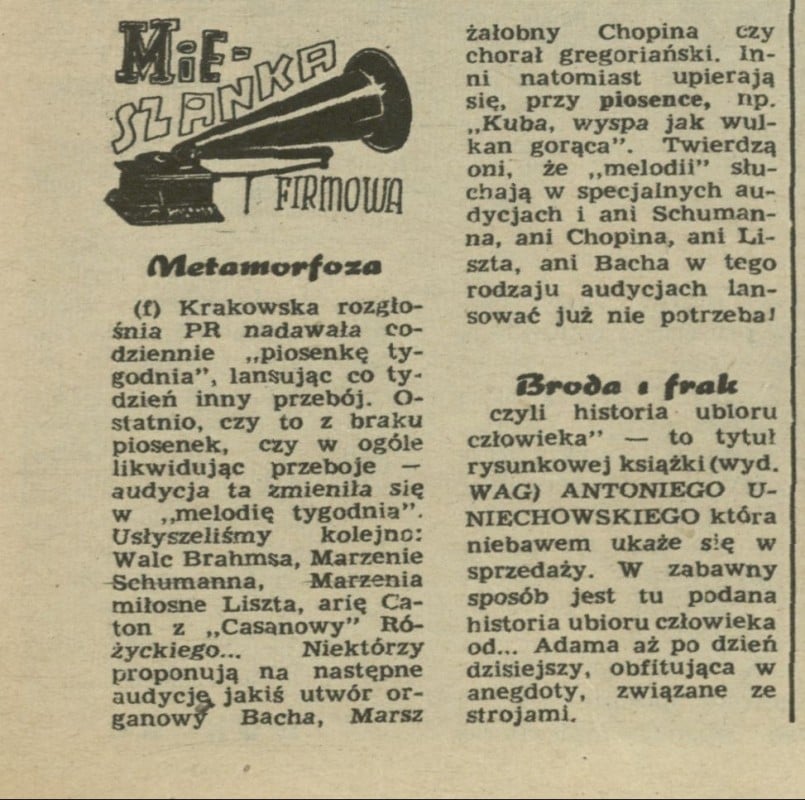 MiE-
SZANKA
FIRMOWA
Metamorfoza
(f) Krakowska rozgło-
śnia PR nadawała co-
dziennie „piosenkę ty-
godnia”, lansując co ty-
dzień inny przebój. O-
statnio, czy to z braku
piosenek, czy w ogóle
likwidując przeboje —
audycja ta zmieniła się
w „melodię tygodnia”.
Usłyszeliśmy kolejno:
Walc Brahmsa, Marzenie
Schumanna, Marzenia
miłosne Liszta, arię Ca-
ton z „Casanowy” Ró-
życkiego... Niektórzy
proponują na następne
audycję jakiś utwór or-
ganowy Bacha, Marsz
żałobny Chopina czy
chorał gregoriański. In-
ni natomiast upierają
się, przy piosence, np.
„Kuba, wyspa jak wul-
kan gorąca”. Twierdzą
oni, że „melodii” słu-
chają w specjalnych au-
dycjach i ani Schuman-
na, ani Chopina, ani Li-
szta, ani Bacha w tego
rodzaju audycjach lan-
sować już nie potrzeba!
Broda i frak
czyli historia ubioru
człowieka” — to tytuł
rysunkowej książki (wyd.
WAG) ANTONIEGO U-
NIECHOWSKIEGO która
niebawem ukaże się w
sprzedaży. W zabawny
sposób jest tu podana
historia ubioru człowieka
od... Adama aż po dzień
dzisiejszy, obfitująca w
anegdoty, związane ze
strojami.